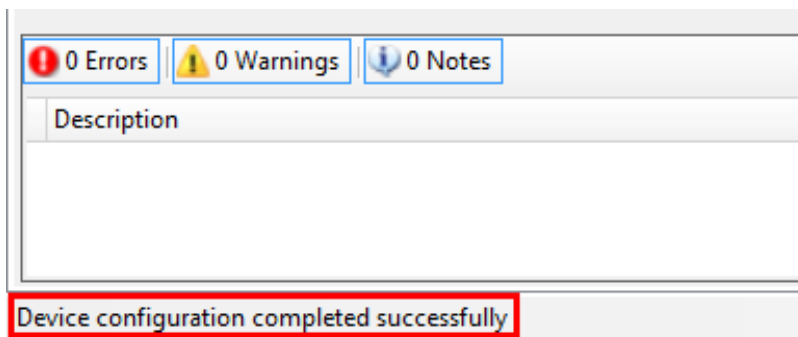 0 Errors 0 Warnings 0 Notes
Description
Device configuration completed successfully